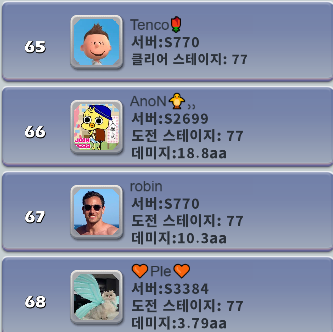 65
Tenco🌹
서버:S770
클리어 스테이지: 77
66
AnoN🐥,,
서버:S2699
도전 스테이지: 77
데미지:18.8aa
67
robin
서버:S770
도전 스테이지: 77
데미지:10.3aa
68
🧡Ple🧡
서버:S3384
도전 스테이지: 77
데미지:3.79aa